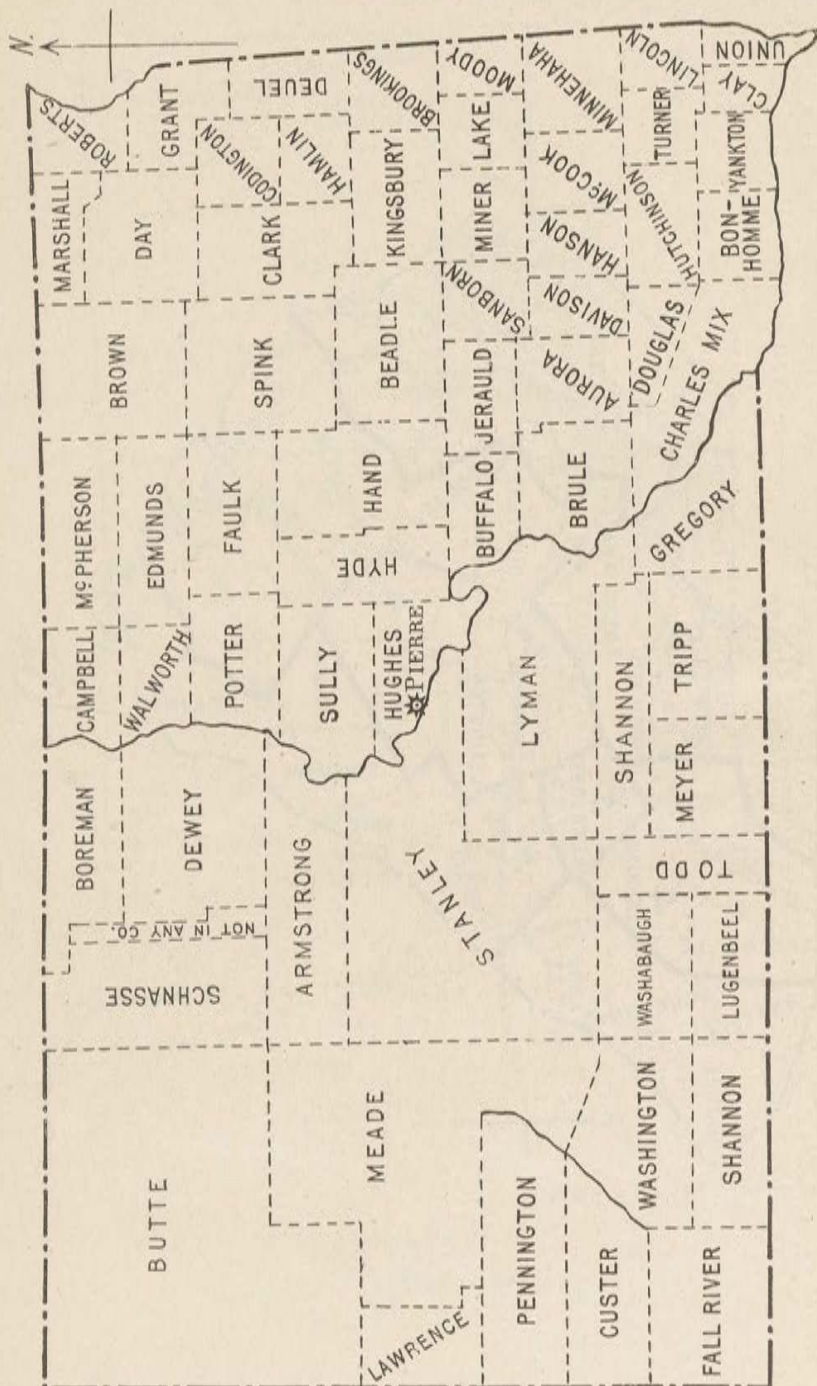 N.
ROBERTS
MARSHALL
GRANT
DAY
BROWN
McPHERSON
CAMPBELL
BOREMAN
DEUEL
CODINGTON
HAMLIN
CLARK
SPINK
EDMUNDS
FAULK
WALWORTH
POTTER
DEWEY
NOT IN ANY CO.
SCHNASSE
BUTTE
BROOKINGS
KINGSBURY
BEADLE
HAND
HYDE
SULLY
HUGHES
PIERRE
ARMSTRONG
STANLEY
MEADE
LAWRENCE
MOODY
LAKE
MINER
SANBORN
JERAULD
BUFFALO
MINNEHAHA
McCOOK
HANSON
DAVISON
AURORA
BRULE
LYMAN
PENNINGTON
LINCOLN
TURNER
HUTCHINSON
DOUGLAS
CHARLES MIX
GREGORY
SHANNON
TRIPP
MEYER
TODD
WASHABAUGH
LUGENBEEL
WASHINGTON
SHANNON
CUSTER
FALL RIVER
UNION
CLAY
YANKTON
BON-
HOMME